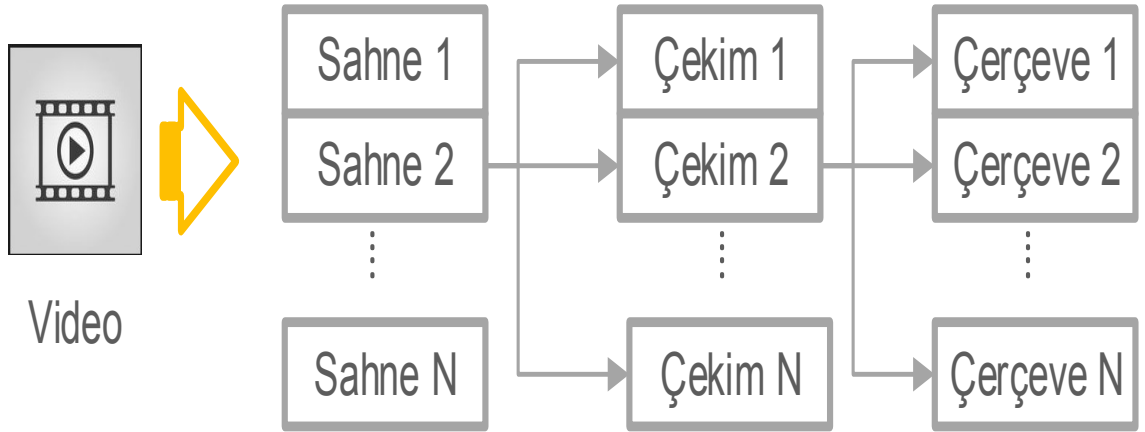 Video
Sahne 1
Sahne 2
Sahne N
Çekim 1
Çekim 2
Çekim N
Çerçeve 1
Çerçeve 2
Çerçeve N